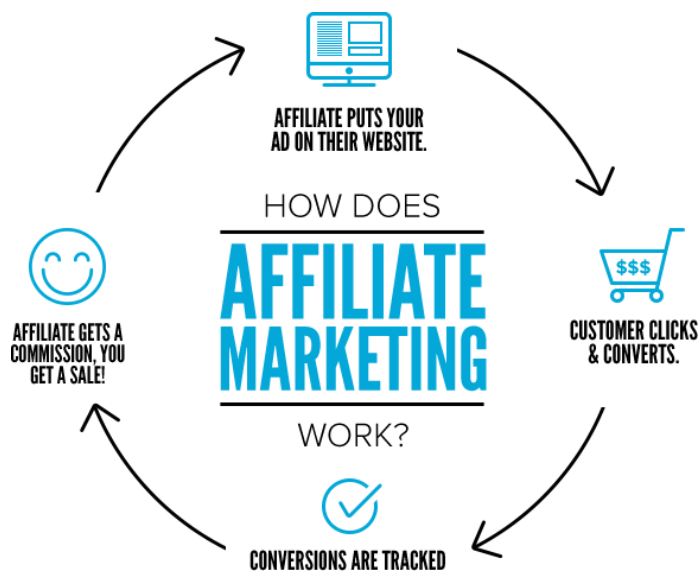 AFFILIATE PUTS YOUR
AD ON THEIR WEBSITE.
HOW DOES
AFFILIATE
MARKETING
WORK?
$$$
CUSTOMER CLICKS
& CONVERTS.
CONVERSIONS ARE TRACKED
AFFILIATE GETS A
COMMISSION, YOU
GET A SALE!